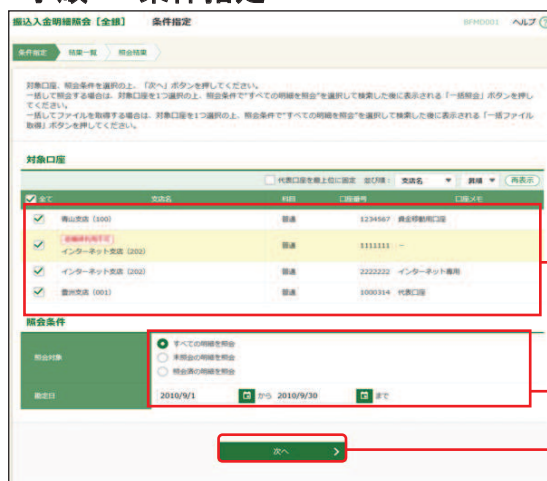 振込入金明細照会【全銀】 条件指定 BFMD001 ヘルプ
条件指定 結果一覧 照会結果
対象口座、照会条件を選択の上、「次へ」ボタンを押してください。
一括して照会する場合は、対象口座を1つ選択の上、照会条件で"すべての明細を照会"を選択して検索した後に表示される「一括照会」ボタンを押し
てください。
一括してファイルを取得する場合は、対象口座を1つ選択の上、照会条件で"すべての明細を照会"を選択して検索した後に表示される「一括ファイル
取得」ボタンを押してください。
対象口座
代表口座を最上位に固定 並び順： 支店名 昇順 再表示
全て 支店名 科目 口座番号 口座メモ
青山支店（100） 普通 1234567 資金移動用口座
インターネット支店（202） 普通 1111111 -
インターネット支店（202） 普通 2222222 インターネット専用
豊洲支店（001） 普通 1000314 代表口座
照会条件
照会対象
すべての明細を照会
未照会の明細を照会
照会済の明細を照会
勘定日 2010/9/1 から 2010/9/30 まで
次へ